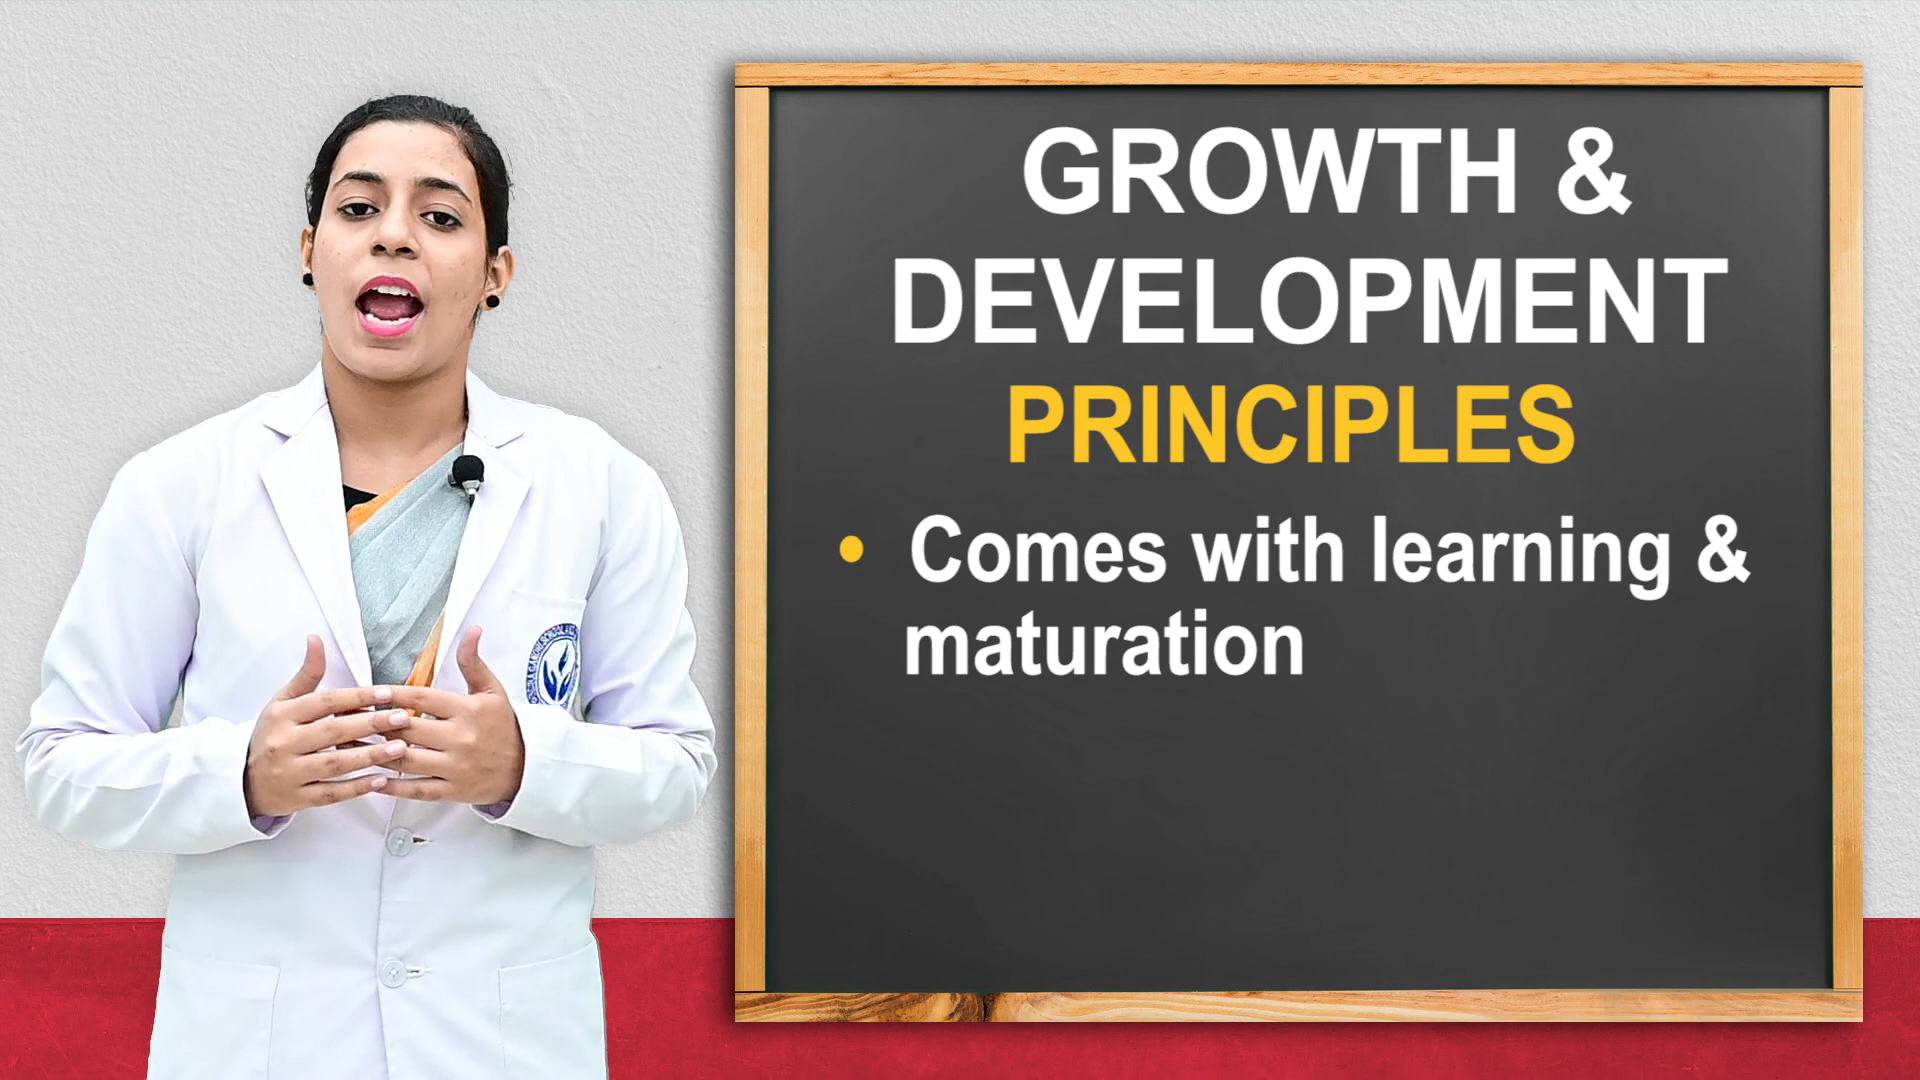 GROWTH &
DEVELOPMENT
PRINCIPLES
• Comes with learning &
maturation